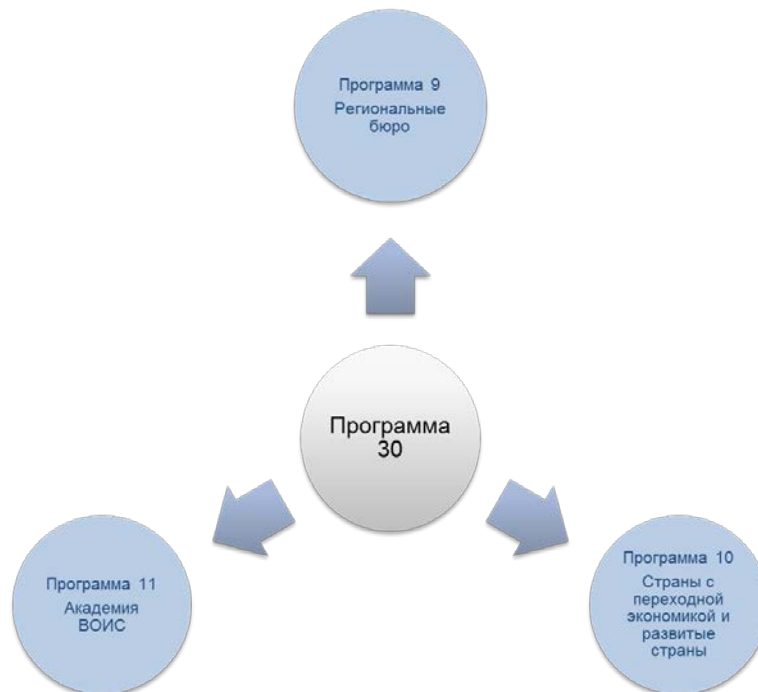 Программа 9
Региональные
бюро
Программа
30
Программа 11
Академия
ВОИС
Программа 10
Страны с
переходной
экономикой и
развитые
страны